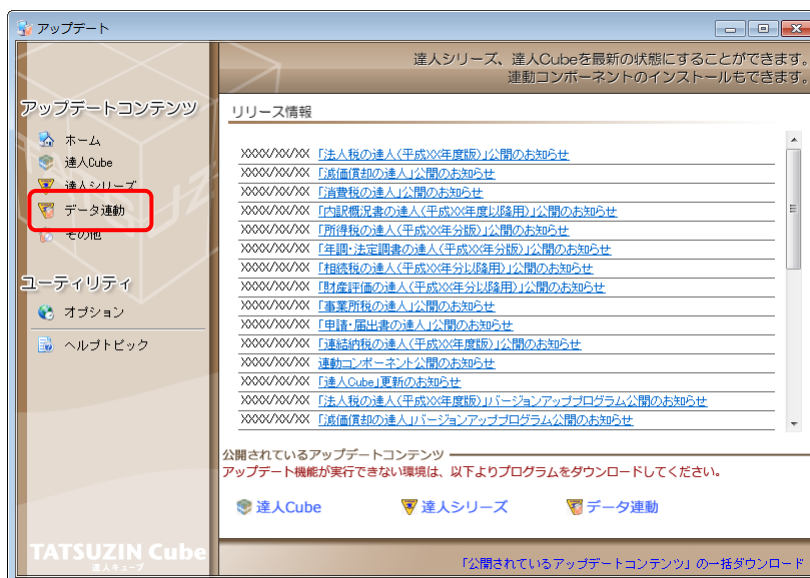 アップデート
達人シリーズ、達人Cubeを最新の状態にすることができます。
連動コンポーネントのインストールもできます。
アップデートコンテンツ
ホーム
達人Cube
達人シリーズ
データ連動
その他
ユーティリティ
オプション
ヘルプトピック
リリース情報
XXXX/XX/XX 「法人税の達人(平成XX年度版)」公開のお知らせ
XXXX/XX/XX 「減価償却の達人」公開のお知らせ
XXXX/XX/XX 「消費税の達人」公開のお知らせ
XXXX/XX/XX 「内訳概況書の達人(平成XX年度以降用)」公開のお知らせ
XXXX/XX/XX 「所得税の達人(平成XX年分版)」公開のお知らせ
XXXX/XX/XX 「年調・法定調書の達人(平成XX年分版)」公開のお知らせ
XXXX/XX/XX 「相続税の達人(平成XX年分以降用)」公開のお知らせ
XXXX/XX/XX 「財産評価の達人(平成XX年分以降用)」公開のお知らせ
XXXX/XX/XX 「事業所税の達人」公開のお知らせ
XXXX/XX/XX 「申請・届出書の達人」公開のお知らせ
XXXX/XX/XX 「連結納税の達人(平成XX年度版)」公開のお知らせ
XXXX/XX/XX 連動コンポーネント公開のお知らせ
XXXX/XX/XX 「達人Cube」更新のお知らせ
XXXX/XX/XX 「法人税の達人(平成XX年度版)」バージョンアッププログラム公開のお知らせ
XXXX/XX/XX 「減価償却の達人」バージョンアッププログラム公開のお知らせ
公開されているアップデートコンテンツ
アップデート機能が実行できない環境は、以下よりプログラムをダウンロードしてください。
達人Cube 達人シリーズ データ連動
TATSUZIN Cube
達人キューブ
「公開されているアップデートコンテンツ」の一括ダウンロード